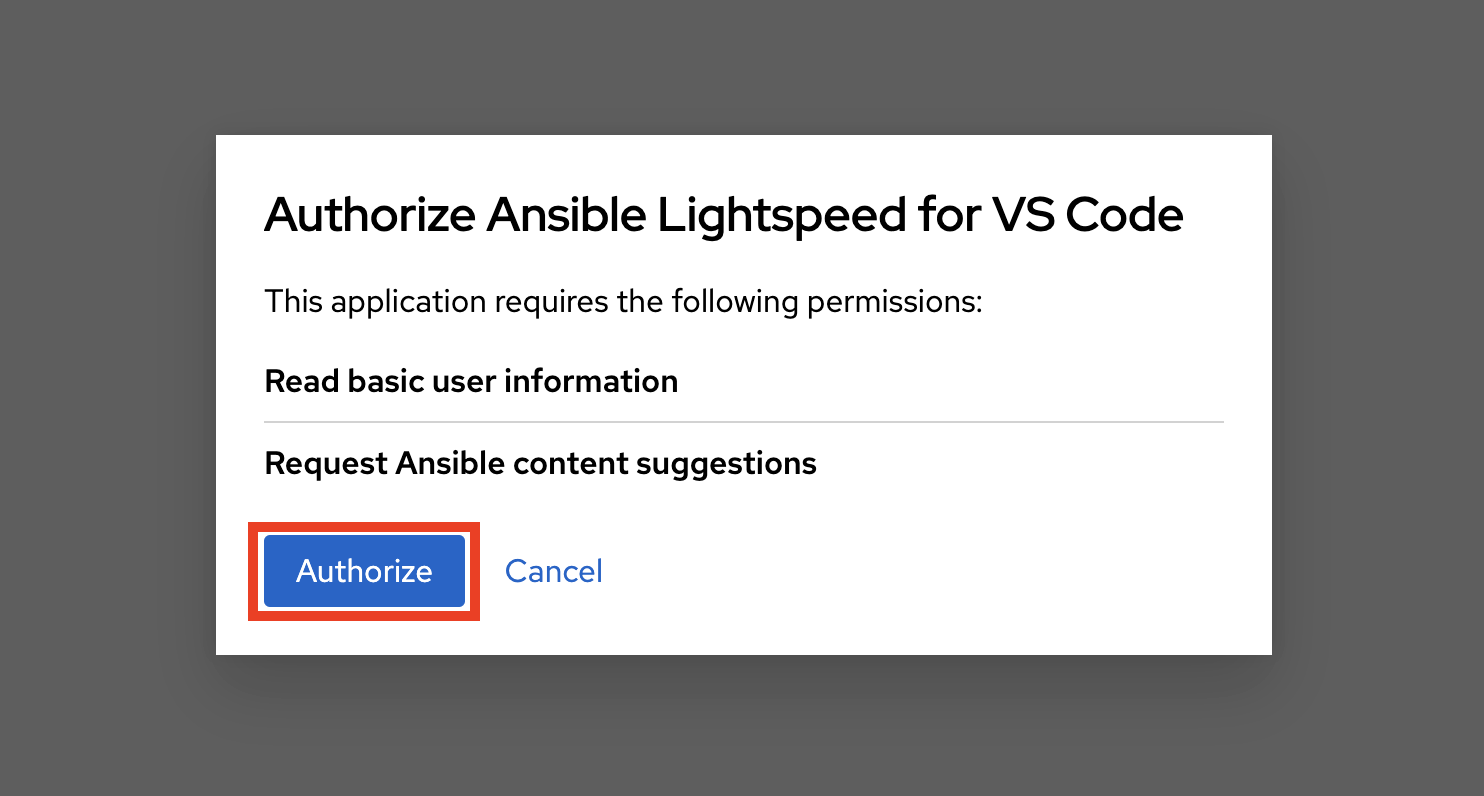 Authorize Ansible Lightspeed for VS Code
This application requires the following permissions:
Read basic user information
Request Ansible content suggestions
Authorize Cancel